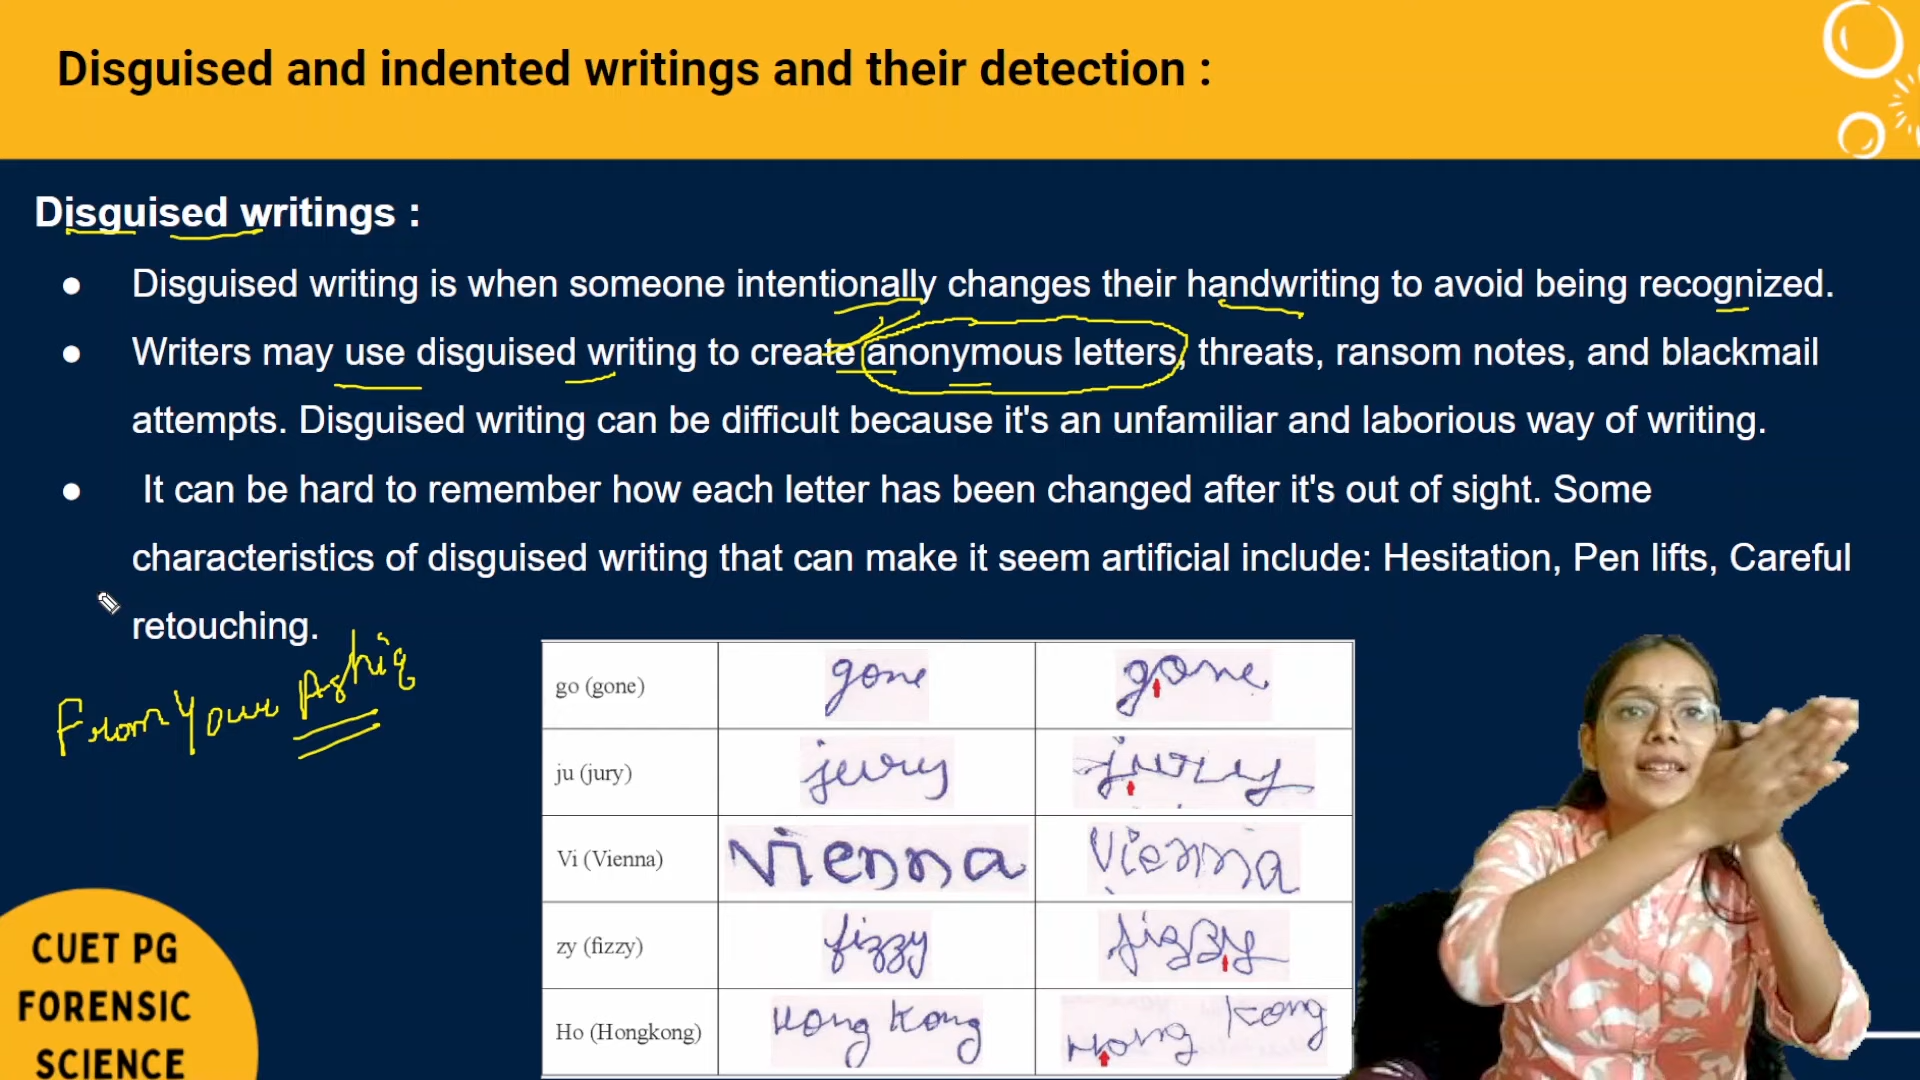 Disguised and indented writings and their detection :
Disguised writings :
● Disguised writing is when someone intentionally changes their handwriting to avoid being recognized.
● Writers may use disguised writing to create anonymous letters, threats, ransom notes, and blackmail
attempts. Disguised writing can be difficult because it's an unfamiliar and laborious way of writing.
● It can be hard to remember how each letter has been changed after it's out of sight. Some
characteristics of disguised writing that can make it seem artificial include: Hesitation, Pen lifts, Careful
retouching.
From Your Ashiq
go (gone) gone gone
ju (jury) jury jury
Vi (Vienna) Vienna Vienna
zy (fizzy) fizzy fizzy
Ho (Hongkong) Hong Kong Hong Kong
CUET PG
FORENSIC
SCIENCE